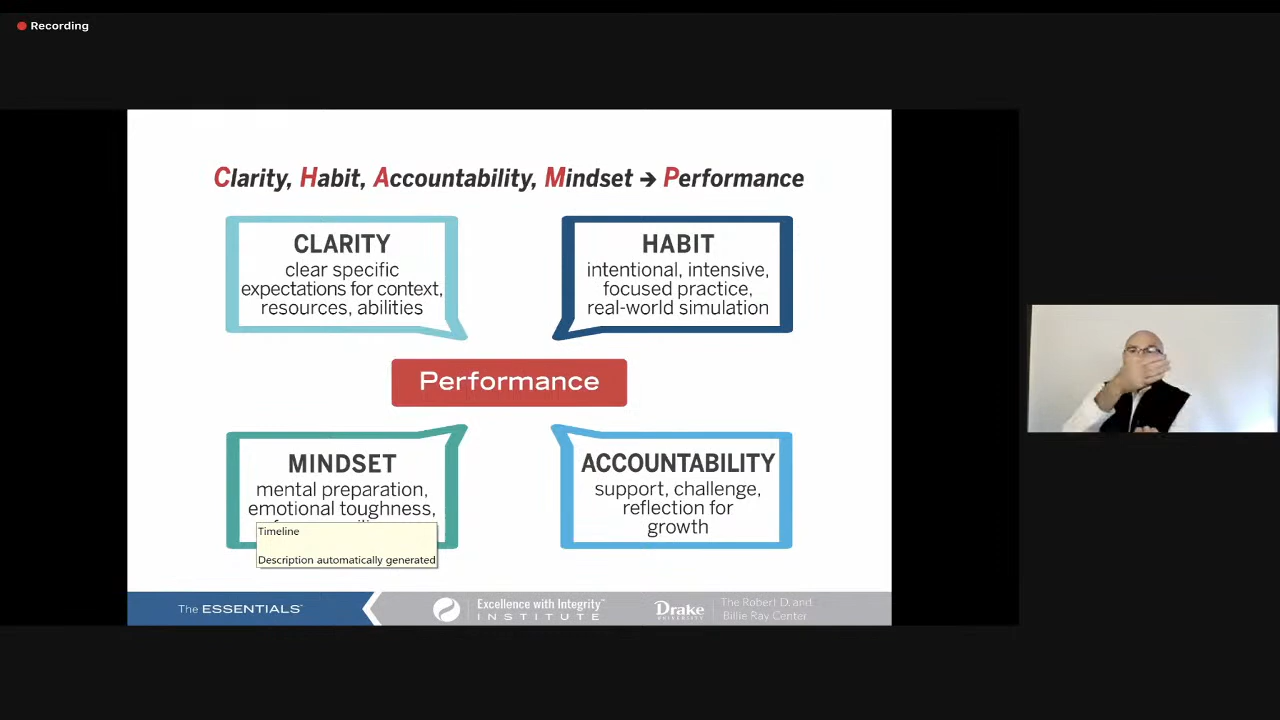 Recording
Clarity, Habit, Accountability, Mindset → Performance
CLARITY
clear specific
expectations for context,
resources, abilities
HABIT
intentional, intensive,
focused practice,
real-world simulation
Performance
MINDSET
mental preparation,
emotional toughness,
Timeline
Description automatically generated
ACCOUNTABILITY
support, challenge,
reflection for
growth
The ESSENTIALS™
Excellence with Integrity™
INSTITUTE
Drake
UNIVERSITY
The Robert D. and
Billie Ray Center